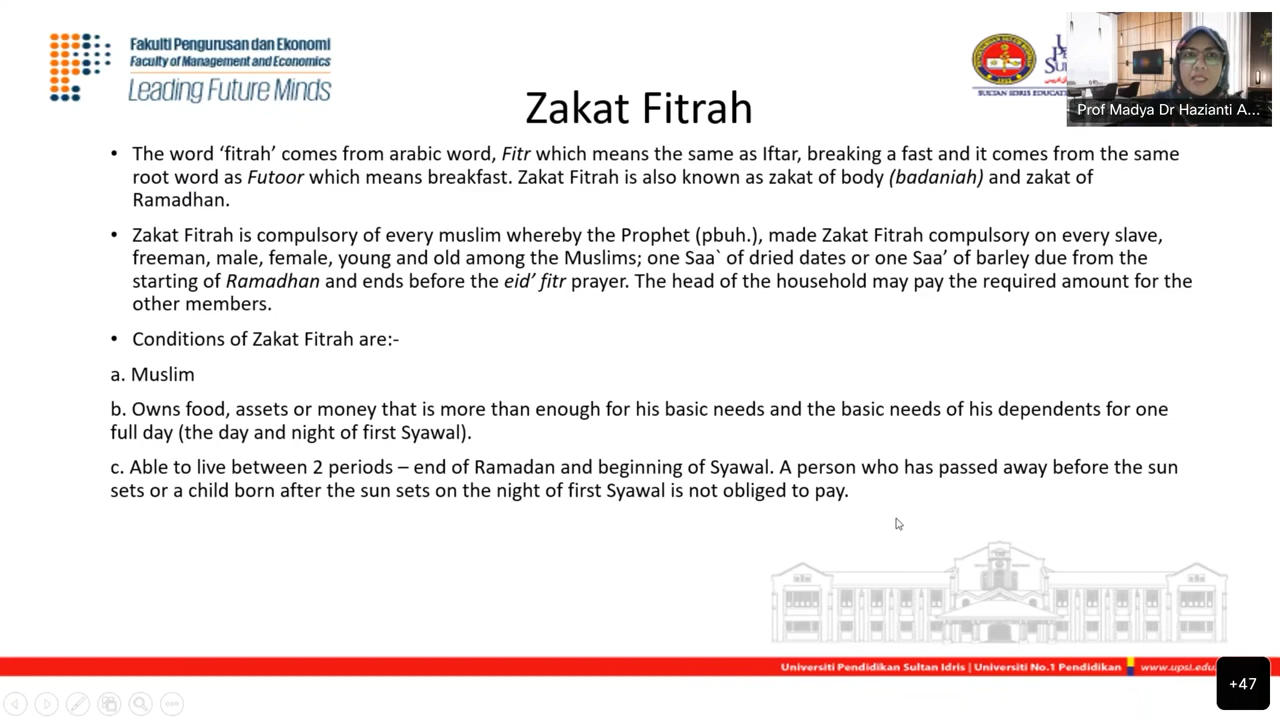 Fakulti Pengurusan dan Ekonomi
Faculty of Management and Economics
Leading Future Minds
SULTAN IDRIS
Prof Madya Dr Hazianti A...
Zakat Fitrah
• The word ‘fitrah’ comes from arabic word, Fitr which means the same as Iftar, breaking a fast and it comes from the same
root word as Futoor which means breakfast. Zakat Fitrah is also known as zakat of body (badaniah) and zakat of
Ramadhan.
• Zakat Fitrah is compulsory of every muslim whereby the Prophet (pbuh.), made Zakat Fitrah compulsory on every slave,
freeman, male, female, young and old among the Muslims; one Saa` of dried dates or one Saa’ of barley due from the
starting of Ramadhan and ends before the eid’ fitr prayer. The head of the household may pay the required amount for the
other members.
• Conditions of Zakat Fitrah are:-
a. Muslim
b. Owns food, assets or money that is more than enough for his basic needs and the basic needs of his dependents for one
full day (the day and night of first Syawal).
c. Able to live between 2 periods – end of Ramadan and beginning of Syawal. A person who has passed away before the sun
sets or a child born after the sun sets on the night of first Syawal is not obliged to pay.
Universiti Pendidikan Sultan Idris | Universiti No.1 Pendidikan www.upsi.edu
+47